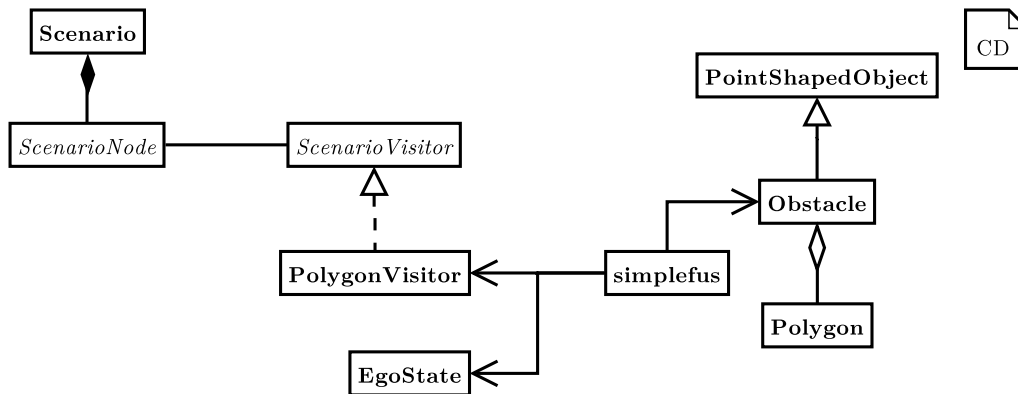 Scenario
CD
PointShapedObject
ScenarioNode
ScenarioVisitor
Obstacle
PolygonVisitor
simplefus
Polygon
EgoState